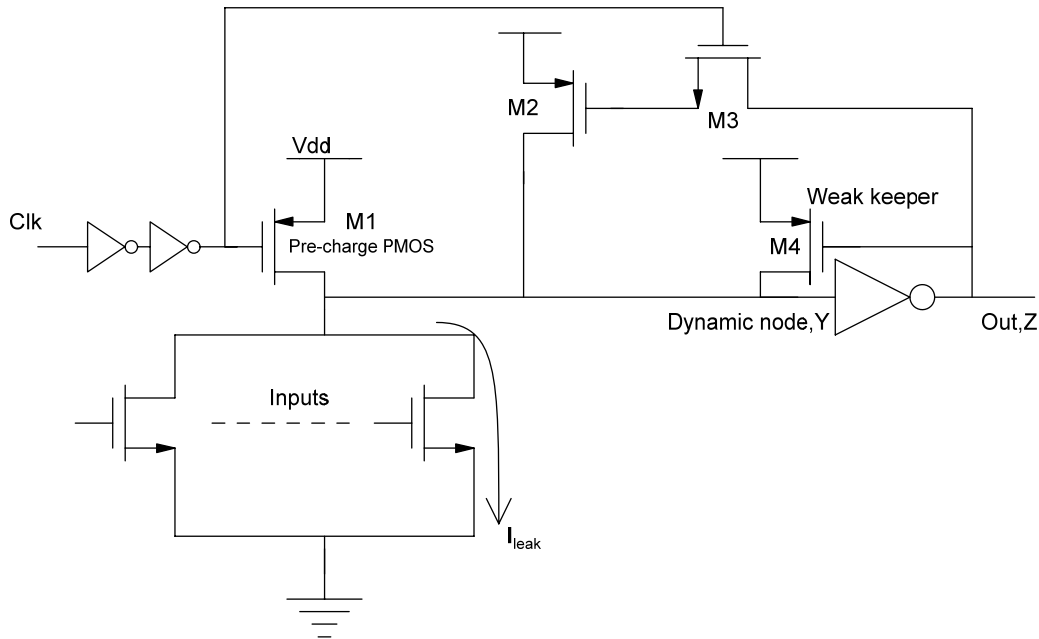 M2
M3
Vdd
Weak keeper
Clk
M1
Pre-charge PMOS
M4
Dynamic node,Y
Out,Z
Inputs
Ileak